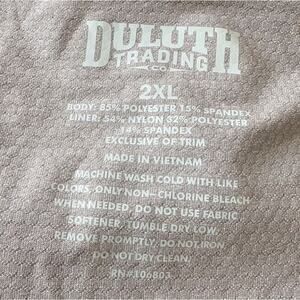 DULUTH
TRADING
CO
2XL
BODY: 85% POLYESTER 15% SPANDEX
LINER: 54% NYLON 32% POLYESTER
14% SPANDEX
EXCLUSIVE OF TRIM
MADE IN VIETNAM
MACHINE WASH COLD WITH LIKE
COLORS, ONLY NON-CHLORINE BLEACH
WHEN NEEDED, DO NOT USE FABRIC
SOFTENER, TUMBLE DRY LOW,
REMOVE PROMPTLY, DO NOT IRON
DO NOT DRY CLEAN.
RN#106803